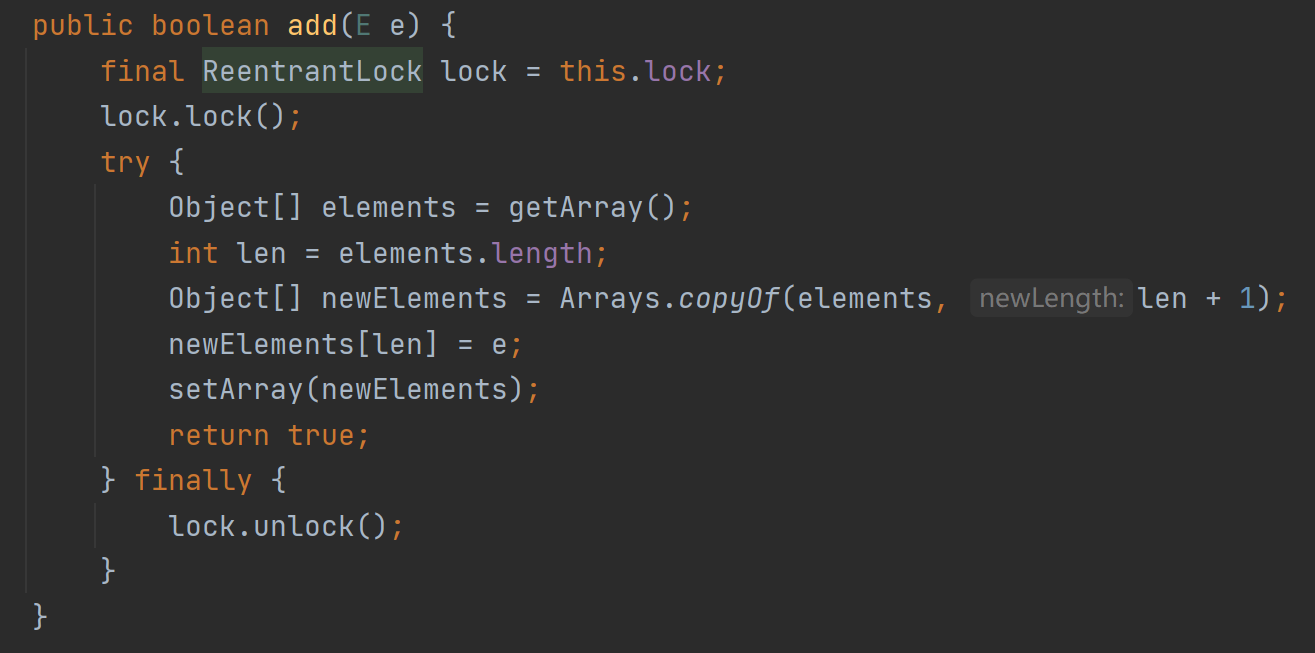 public boolean add(E e) {
final ReentrantLock lock = this.lock;
lock.lock();
try {
Object[] elements = getArray();
int len = elements.length;
Object[] newElements = Arrays.copyOf(elements, newLength: len + 1);
newElements[len] = e;
setArray(newElements);
return true;
} finally {
lock.unlock();
}
}